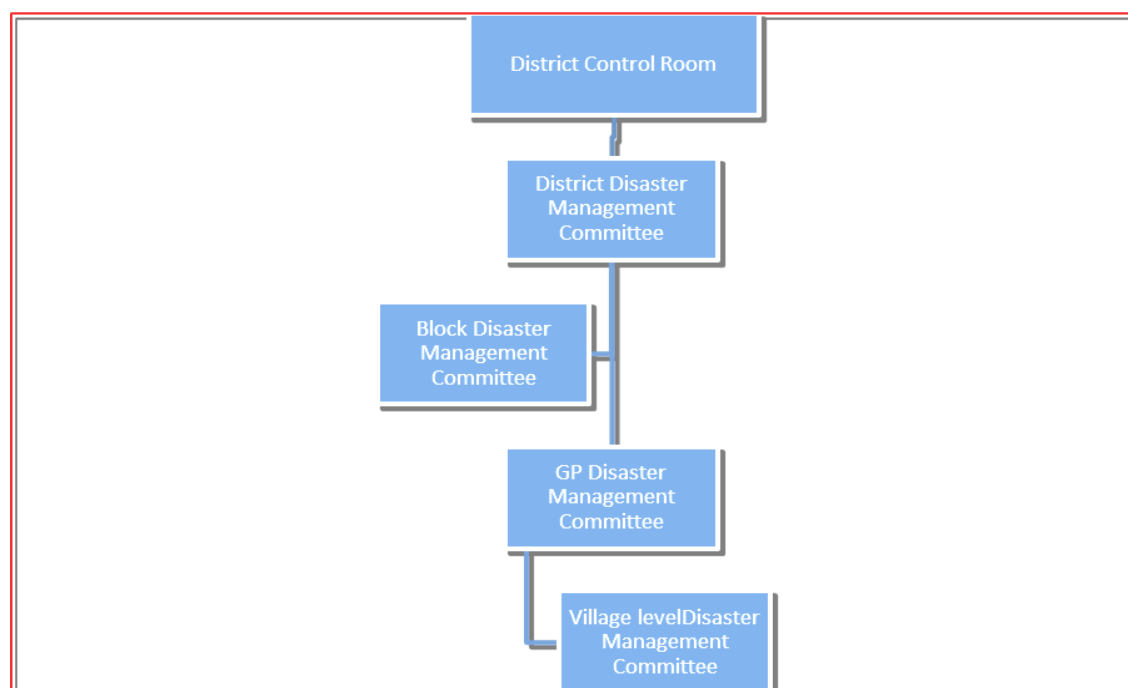 District Control Room
District Disaster
Management
Committee
Block Disaster
Management
Committee
GP Disaster
Management
Committee
Village levelDisaster
Management
Committee